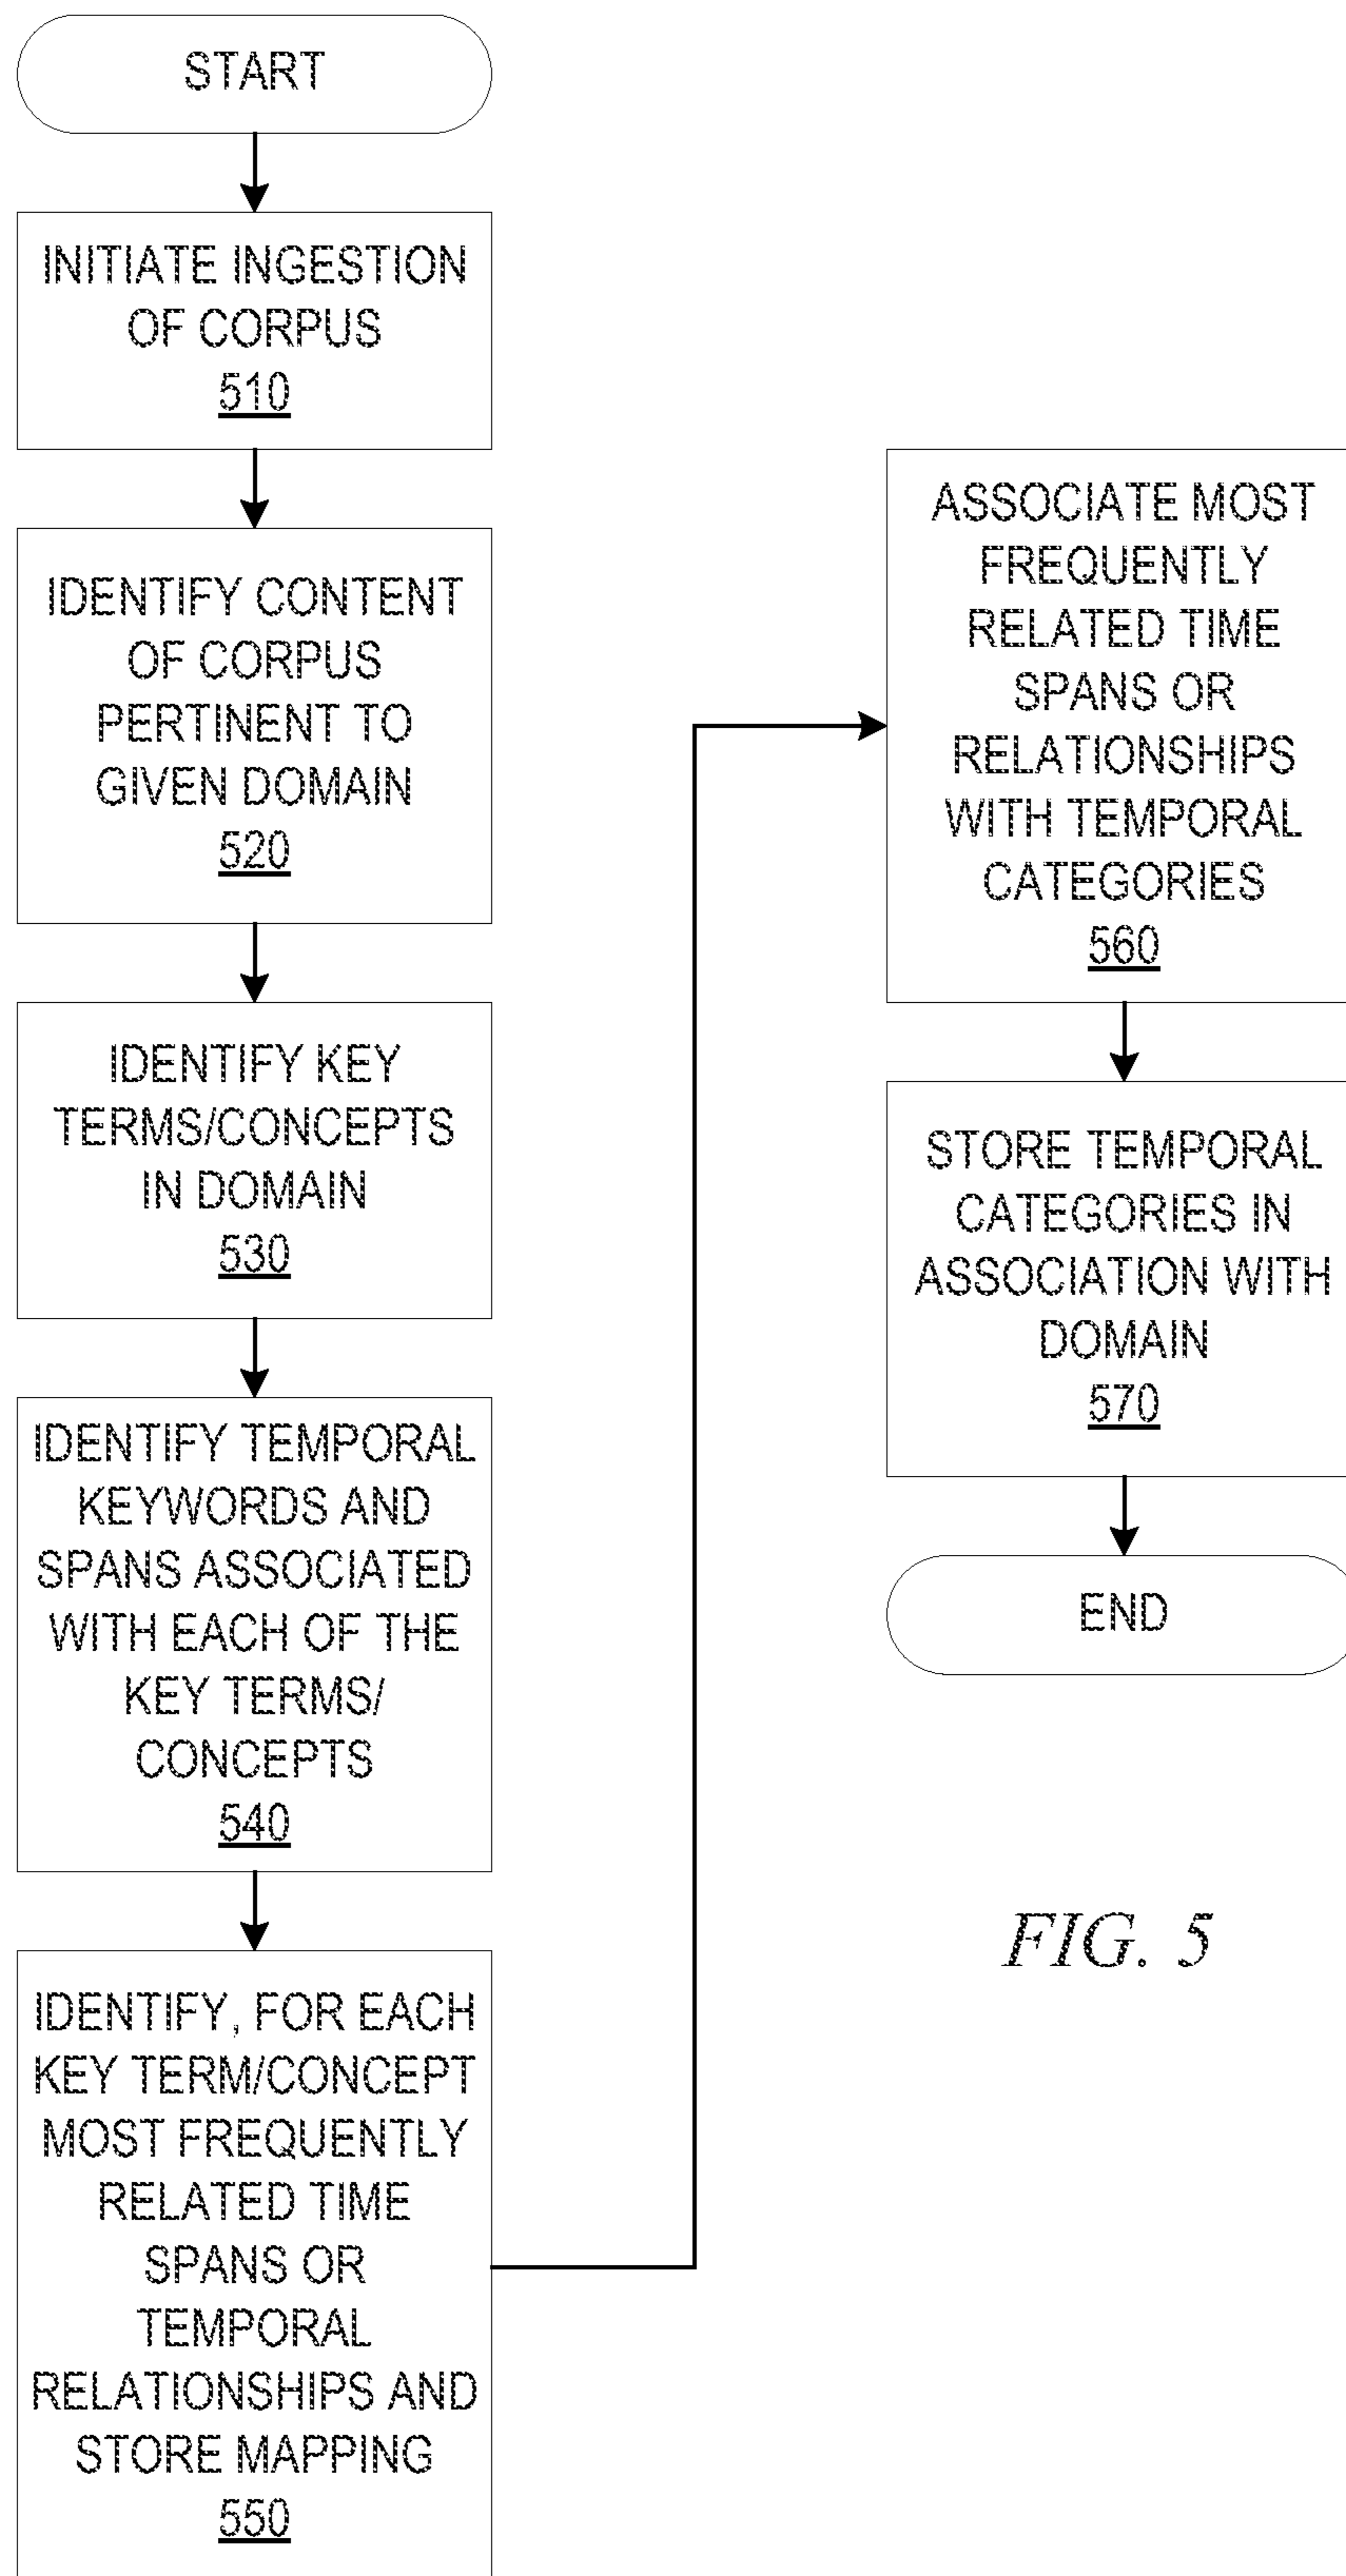 START
INITIATE INGESTION
OF CORPUS
510
IDENTIFY CONTENT
OF CORPUS
PERTINENT TO
GIVEN DOMAIN
520
IDENTIFY KEY
TERMS/CONCEPTS
IN DOMAIN
530
IDENTIFY TEMPORAL
KEYWORDS AND
SPANS ASSOCIATED
WITH EACH OF THE
KEY TERMS/
CONCEPTS
540
IDENTIFY, FOR EACH
KEY TERM/CONCEPT
MOST FREQUENTLY
RELATED TIME
SPANS OR
TEMPORAL
RELATIONSHIPS AND
STORE MAPPING
550
ASSOCIATE MOST
FREQUENTLY
RELATED TIME
SPANS OR
RELATIONSHIPS
WITH TEMPORAL
CATEGORIES
560
STORE TEMPORAL
CATEGORIES IN
ASSOCIATION WITH
DOMAIN
570
END
FIG. 5